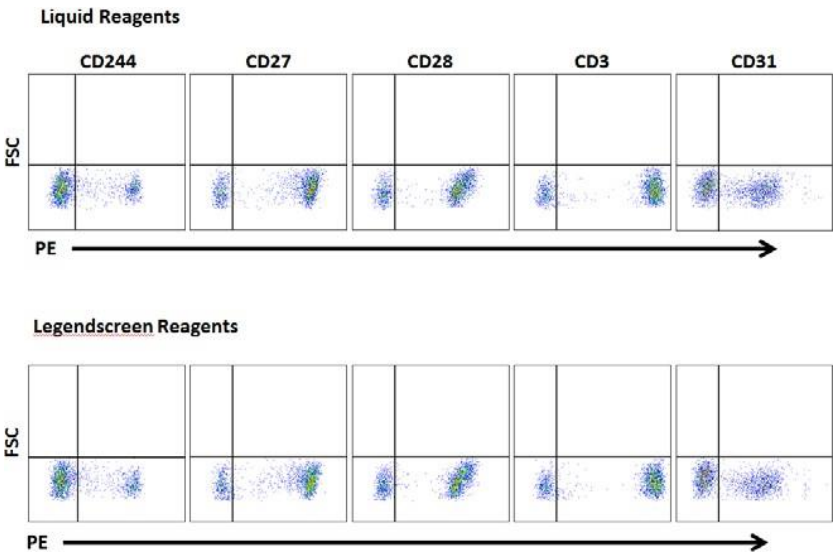 Liquid Reagents
CD244 CD27 CD28 CD3 CD31
FSC
PE
Legendscreen Reagents
FSC
PE